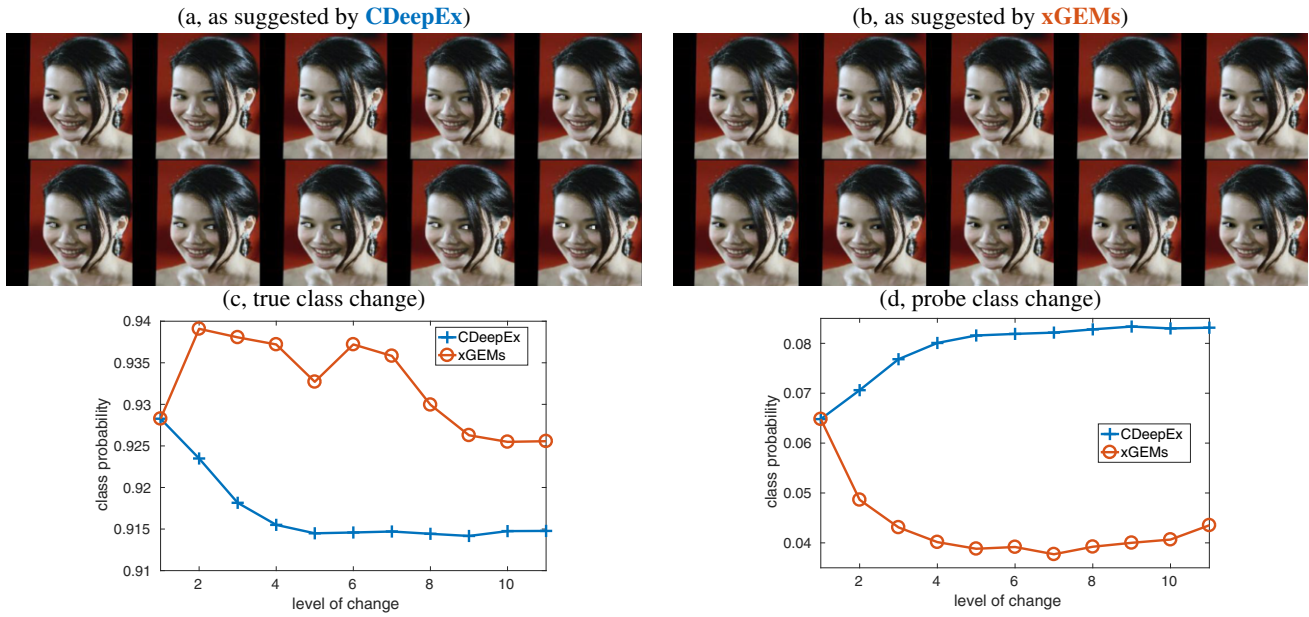 (a, as suggested by CDeepEx)
(b, as suggested by xGEMs)
(c, true class change)
0.94
0.935
0.93
0.925
0.92
0.915
0.91
class probability
CDeepEx
xGEMs
2
4
6
8
10
level of change
(d, probe class change)
0.08
0.07
0.06
0.05
0.04
class probability
CDeepEx
xGEMs
2
4
6
8
10
level of change